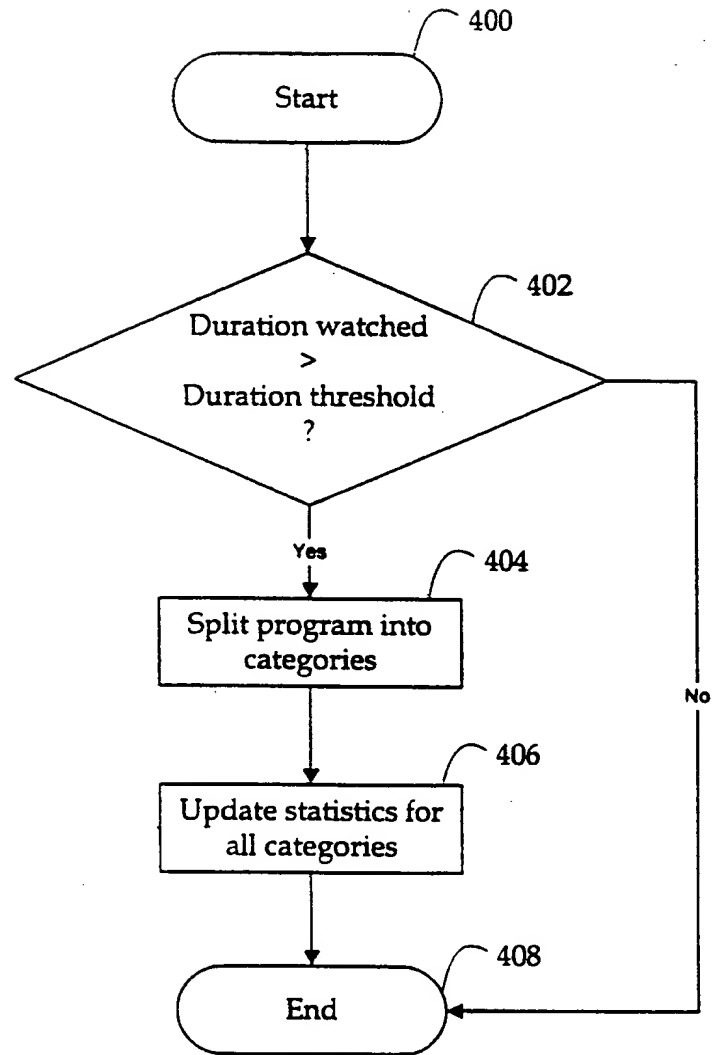 400
Start
402
Duration watched
>
Duration threshold
?
Yes
404
Split program into
categories
No
406
Update statistics for
all categories
408
End